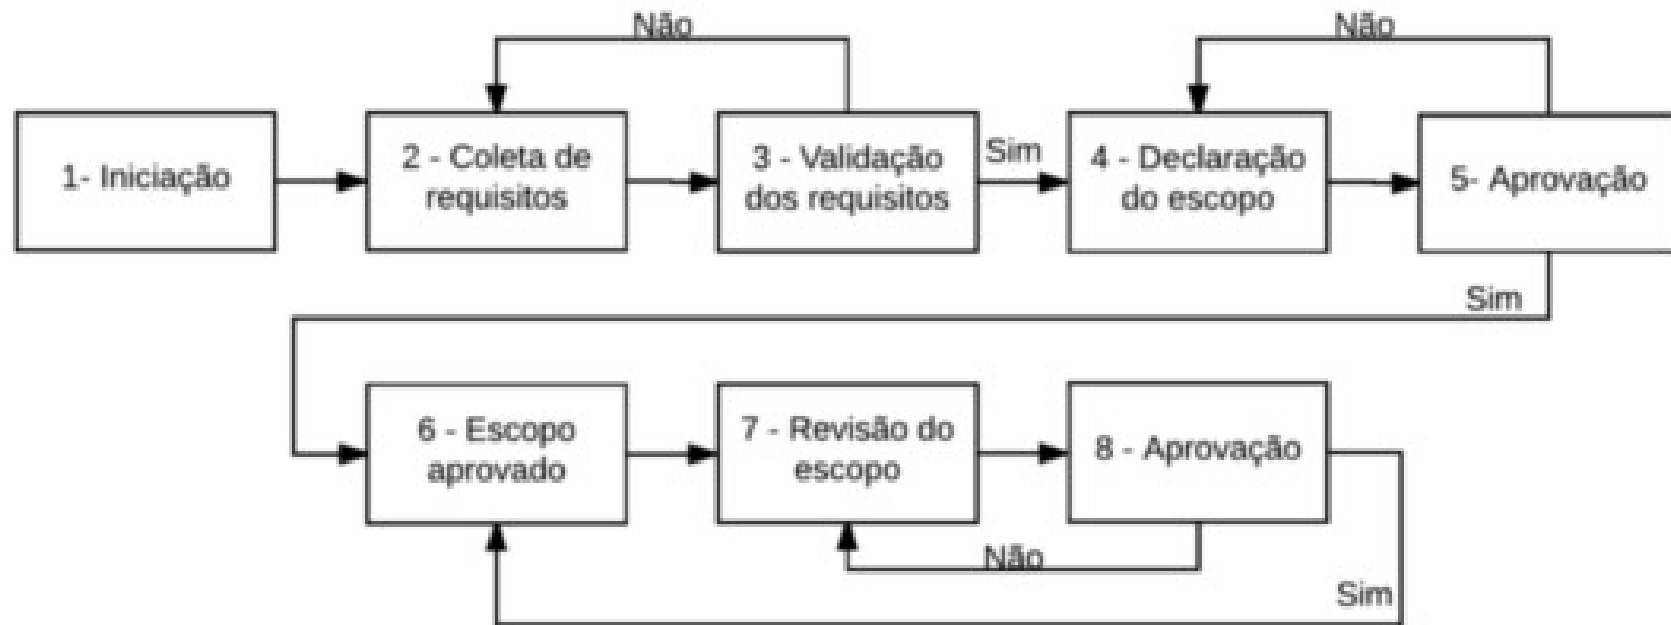 Não
Não
1- Iniciação
2 - Coleta de
requisitos
3 - Validação
dos requisitos
Sim
4 - Declaração
do escopo
5- Aprovação
Sim
6 - Escopo
aprovado
7 - Revisão do
escopo
8 - Aprovação
Não
Sim